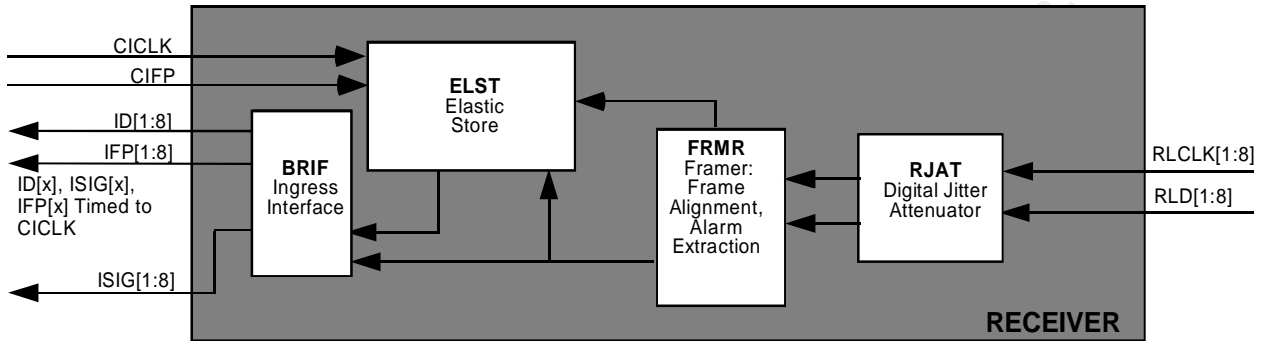 CICLK
CIFP
ID[1:8]
IFP[1:8]
ID[x], ISIG[x],
IFP[x] Timed to
CICLK
ISIG[1:8]
BRIF
Ingress
Interface
ELST
Elastic
Store
FRMR
Framer:
Frame
Alignment,
Alarm
Extraction
RJAT
Digital Jitter
Attenuator
RLCLK[1:8]
RLD[1:8]
RECEIVER